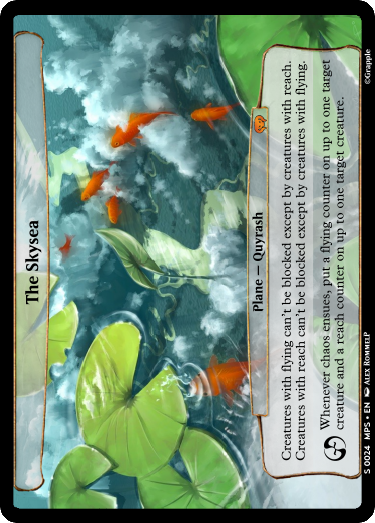 The Skysea
Plane — Quyrash
Creatures with flying can't be blocked except by creatures with reach.
Creatures with reach can't be blocked except by creatures with flying.
Whenever chaos ensues, put a flying counter on up to one target
creature and a reach counter on up to one target creature.
S 0024 MPS • EN ALEX ROMMELP
©Grapple